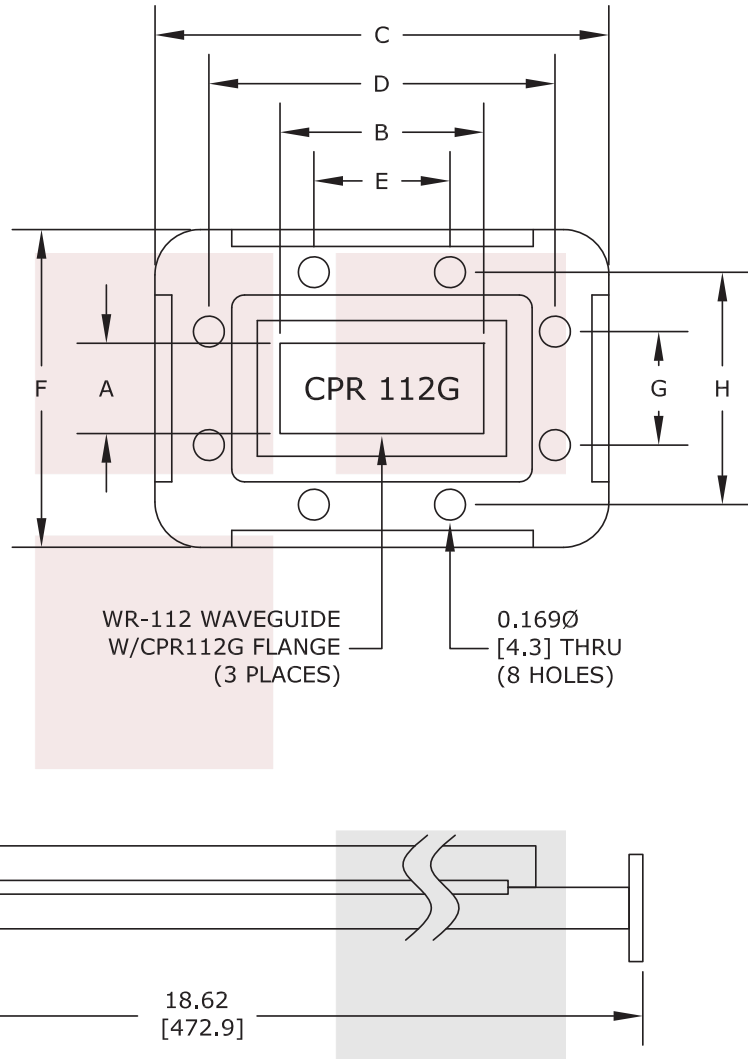 C
D
B
E
F
A
CPR 112G
G
H
WR-112 WAVEGUIDE
W/CPR112G FLANGE
(3 PLACES)
0.169Ø
[4.3] THRU
(8 HOLES)
18.62
[472.9]